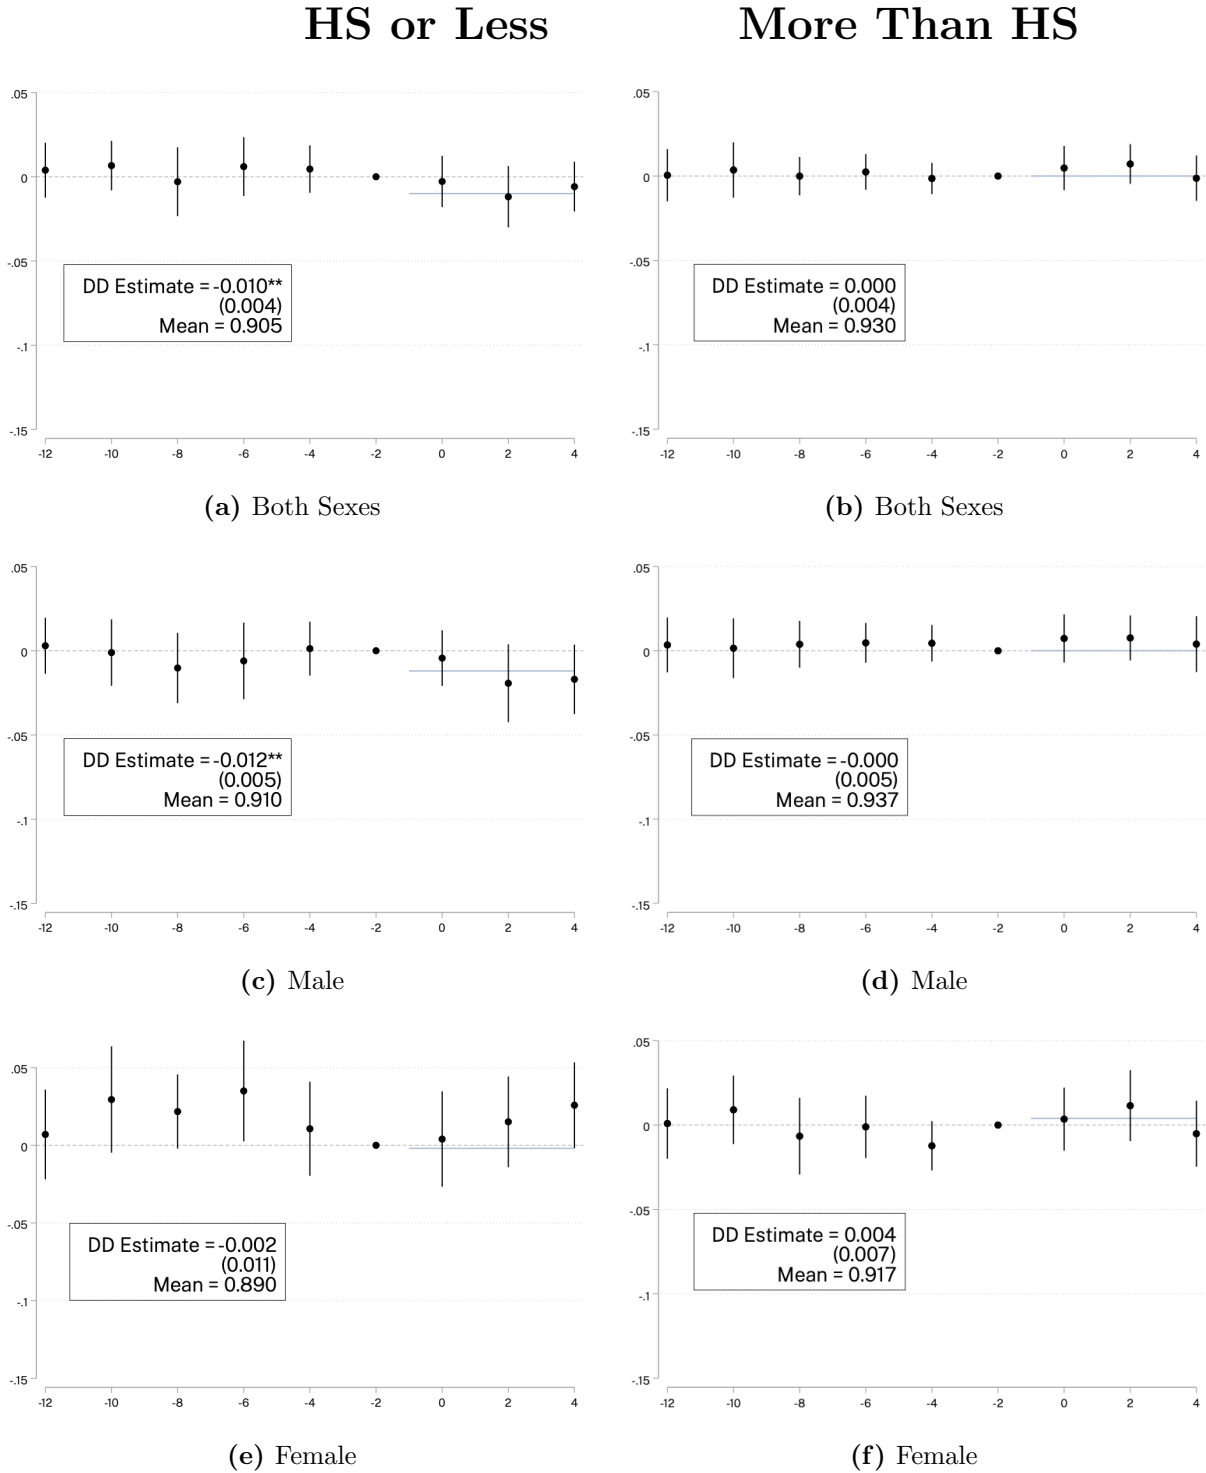 HS or Less
More Than HS
.05
0
-.05
-.1
-.15
DD Estimate =-0.010**
(0.004)
Mean = 0.905
-12 -10 -8 -6 -4 -2 0 2 4
(a) Both Sexes
.05
0
-.05
-.1
-.15
DD Estimate = 0.000
(0.004)
Mean = 0.930
-12 -10 -8 -6 -4 -2 0 2 4
(b) Both Sexes
.05
0
-.05
-.1
-.15
DD Estimate =-0.012**
(0.005)
Mean = 0.910
-12 -10 -8 -6 -4 -2 0 2 4
(c) Male
.05
0
-.05
-.1
-.15
DD Estimate =-0.000
(0.005)
Mean = 0.937
-12 -10 -8 -6 -4 -2 0 2 4
(d) Male
.05
0
-.05
-.1
-.15
DD Estimate =-0.002
(0.011)
Mean = 0.890
-12 -10 -8 -6 -4 -2 0 2 4
(e) Female
.05
0
-.05
-.1
-.15
DD Estimate = 0.004
(0.007)
Mean = 0.917
-12 -10 -8 -6 -4 -2 0 2 4
(f) Female